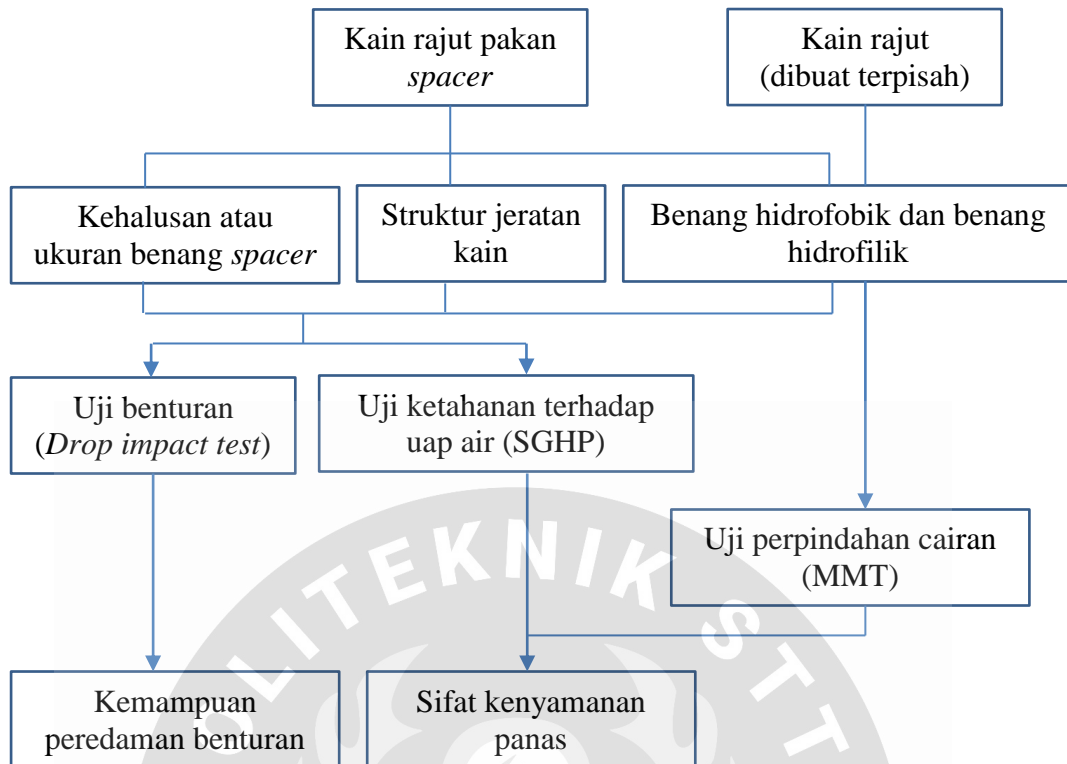 Kain rajut pakan
spacer
Kain rajut
(dibuat terpisah)
Kehalusan atau
ukuran benang spacer
Struktur jeratan
kain
Benang hidrofobik dan benang
hidrofilik
Uji benturan
(Drop impact test)
Uji ketahanan terhadap
uap air (SGHP)
Uji perpindahan cairan
(MMT)
Kemampuan
peredaman benturan
Sifat kenyamanan
panas
OLITEKNIK STT